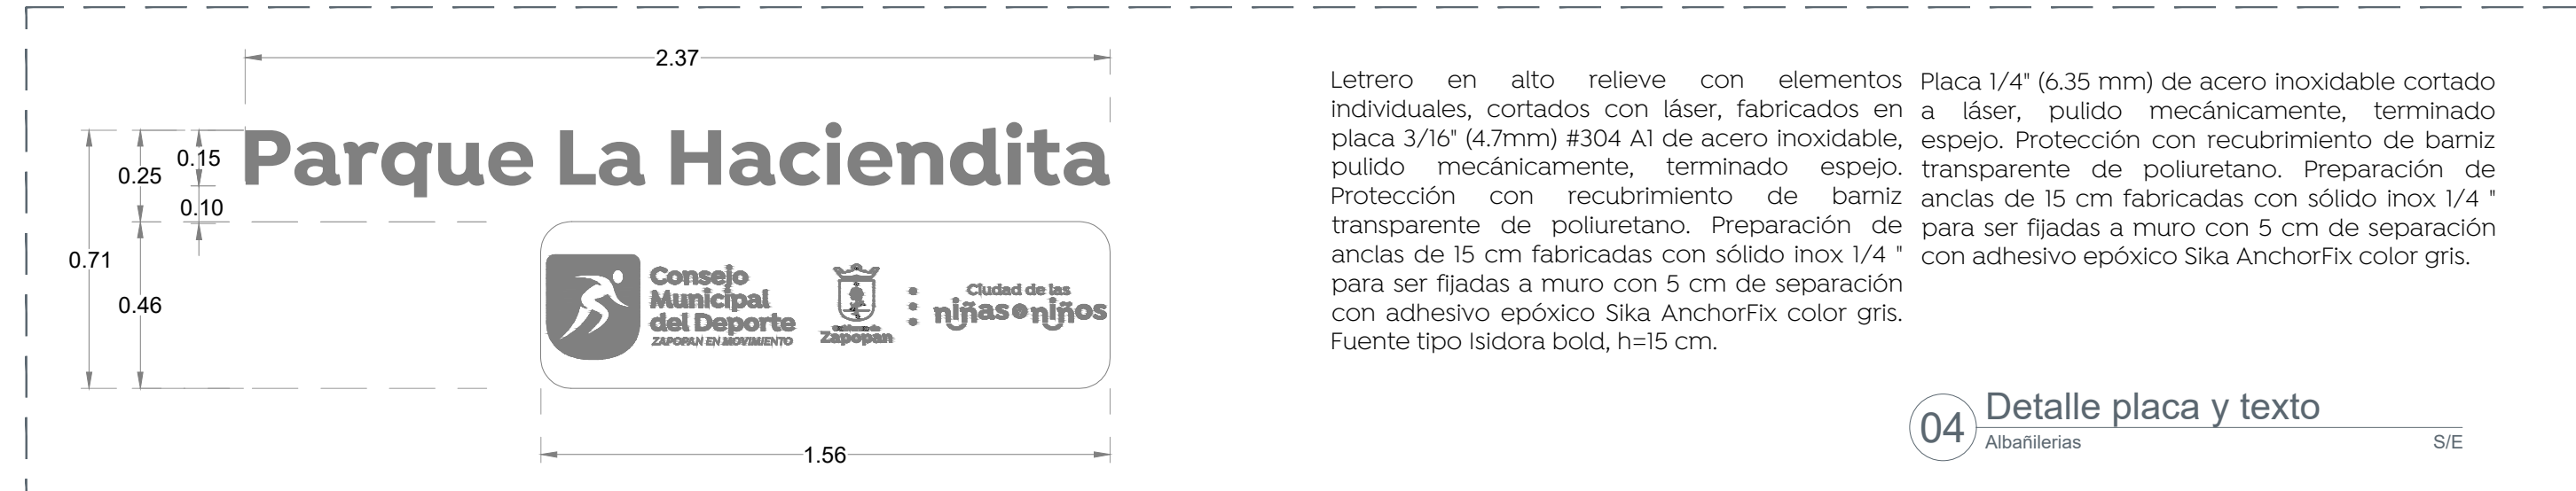 2.37
Parque La Haciendita
0.15
0.25
0.10
0.71
0.46
Consejo
Municipal
del Deporte
ZAPOPAN EN MOVIMIENTO
Gobierno de
Zapopan
Ciudad de las
niñas niños
1.56
Letrero en alto relieve con elementos
individuales, cortados con láser, fabricados en
placa 3/16" (4.7mm) #304 A1 de acero inoxidable,
pulido mecánicamente, terminado espejo.
Protección con recubrimiento de barniz
transparente de poliuretano. Preparación de
anclas de 15 cm fabricadas con sólido inox 1/4 "
para ser fijadas a muro con 5 cm de separación
con adhesivo epóxico Sika AnchorFix color gris.
Fuente tipo Isidora bold, h=15 cm.
Placa 1/4" (6.35 mm) de acero inoxidable cortado
a láser, pulido mecánicamente, terminado
espejo. Protección con recubrimiento de barniz
transparente de poliuretano. Preparación de
anclas de 15 cm fabricadas con sólido inox 1/4 "
para ser fijadas a muro con 5 cm de separación
con adhesivo epóxico Sika AnchorFix color gris.
04
Detalle placa y texto
Albañilerias
S/E